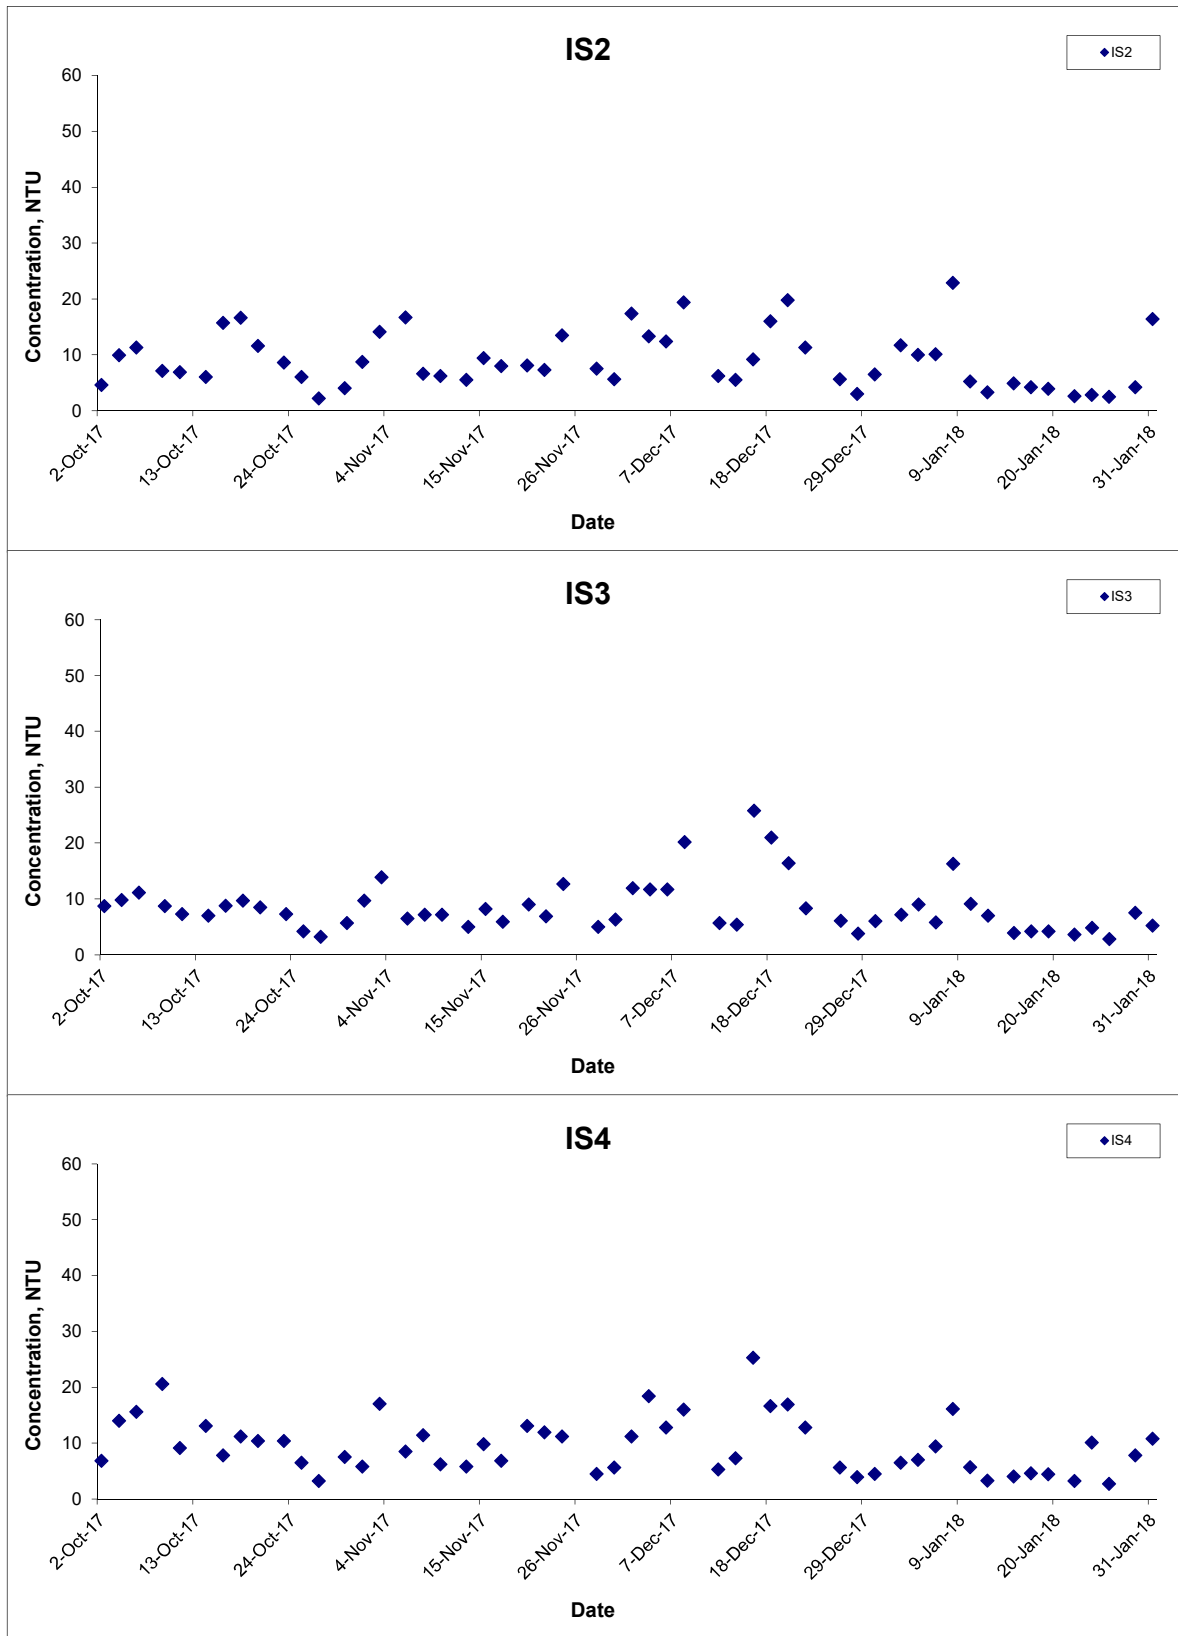 IS2
IS2
60
50
40
30
20
10
0
Concentration, NTU
2-Oct-17
13-Oct-17
24-Oct-17
4-Nov-17
15-Nov-17
26-Nov-17
7-Dec-17
18-Dec-17
29-Dec-17
9-Jan-18
20-Jan-18
31-Jan-18
Date
IS3
IS3
60
50
40
30
20
10
0
Concentration, NTU
2-Oct-17
13-Oct-17
24-Oct-17
4-Nov-17
15-Nov-17
26-Nov-17
7-Dec-17
18-Dec-17
29-Dec-17
9-Jan-18
20-Jan-18
31-Jan-18
Date
IS4
IS4
60
50
40
30
20
10
0
Concentration, NTU
2-Oct-17
13-Oct-17
24-Oct-17
4-Nov-17
15-Nov-17
26-Nov-17
7-Dec-17
18-Dec-17
29-Dec-17
9-Jan-18
20-Jan-18
31-Jan-18
Date